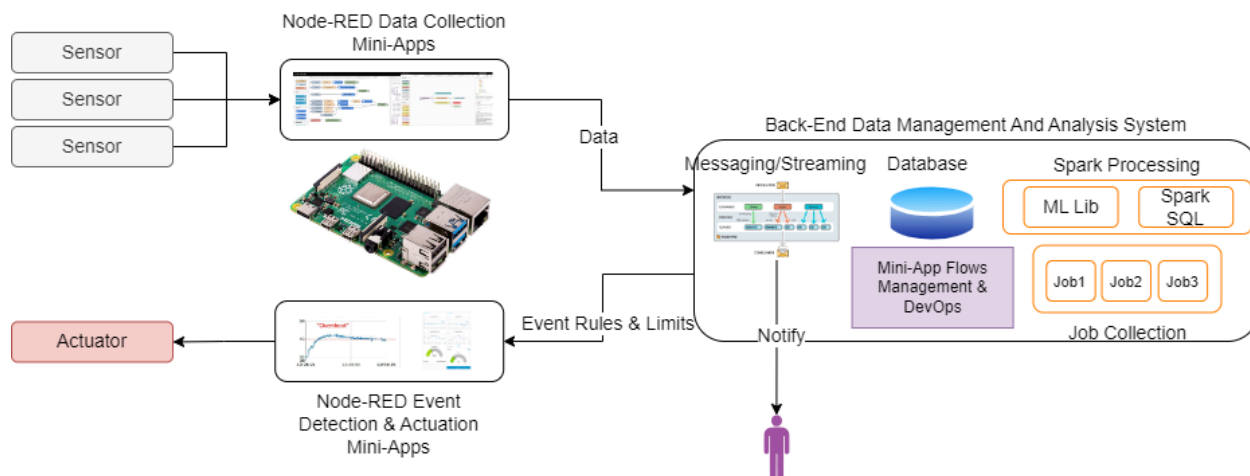 Node-RED Data Collection
Mini-Apps
Sensor
Sensor
Sensor
Data
Back-End Data Management And Analysis System
Messaging/Streaming
Database
Spark Processing
ML Lib
Spark
SQL
Mini-App Flows
Management &
DevOps
Job1
Job2
Job3
Job Collection
Event Rules & Limits
Notify
Actuator
Node-RED Event
Detection & Actuation
Mini-Apps